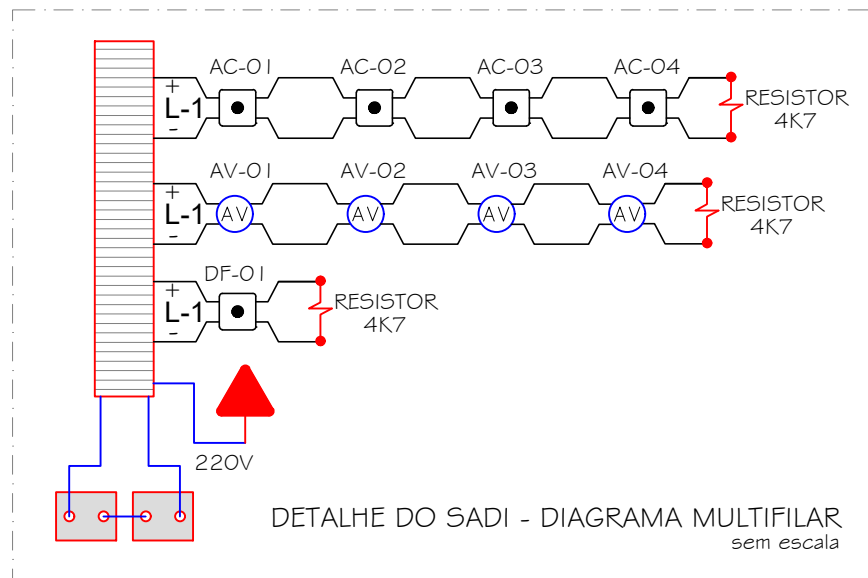 AC-01 AC-02 AC-03 AC-04
+
L-1
-
RESISTOR
4K7
AV-01 AV-02 AV-03 AV-04
+
L-1 AV AV AV AV
-
RESISTOR
4K7
DF-01
+
L-1
-
RESISTOR
4K7
220V
DETALHE DO SADI - DIAGRAMA MULTIFILAR
sem escala